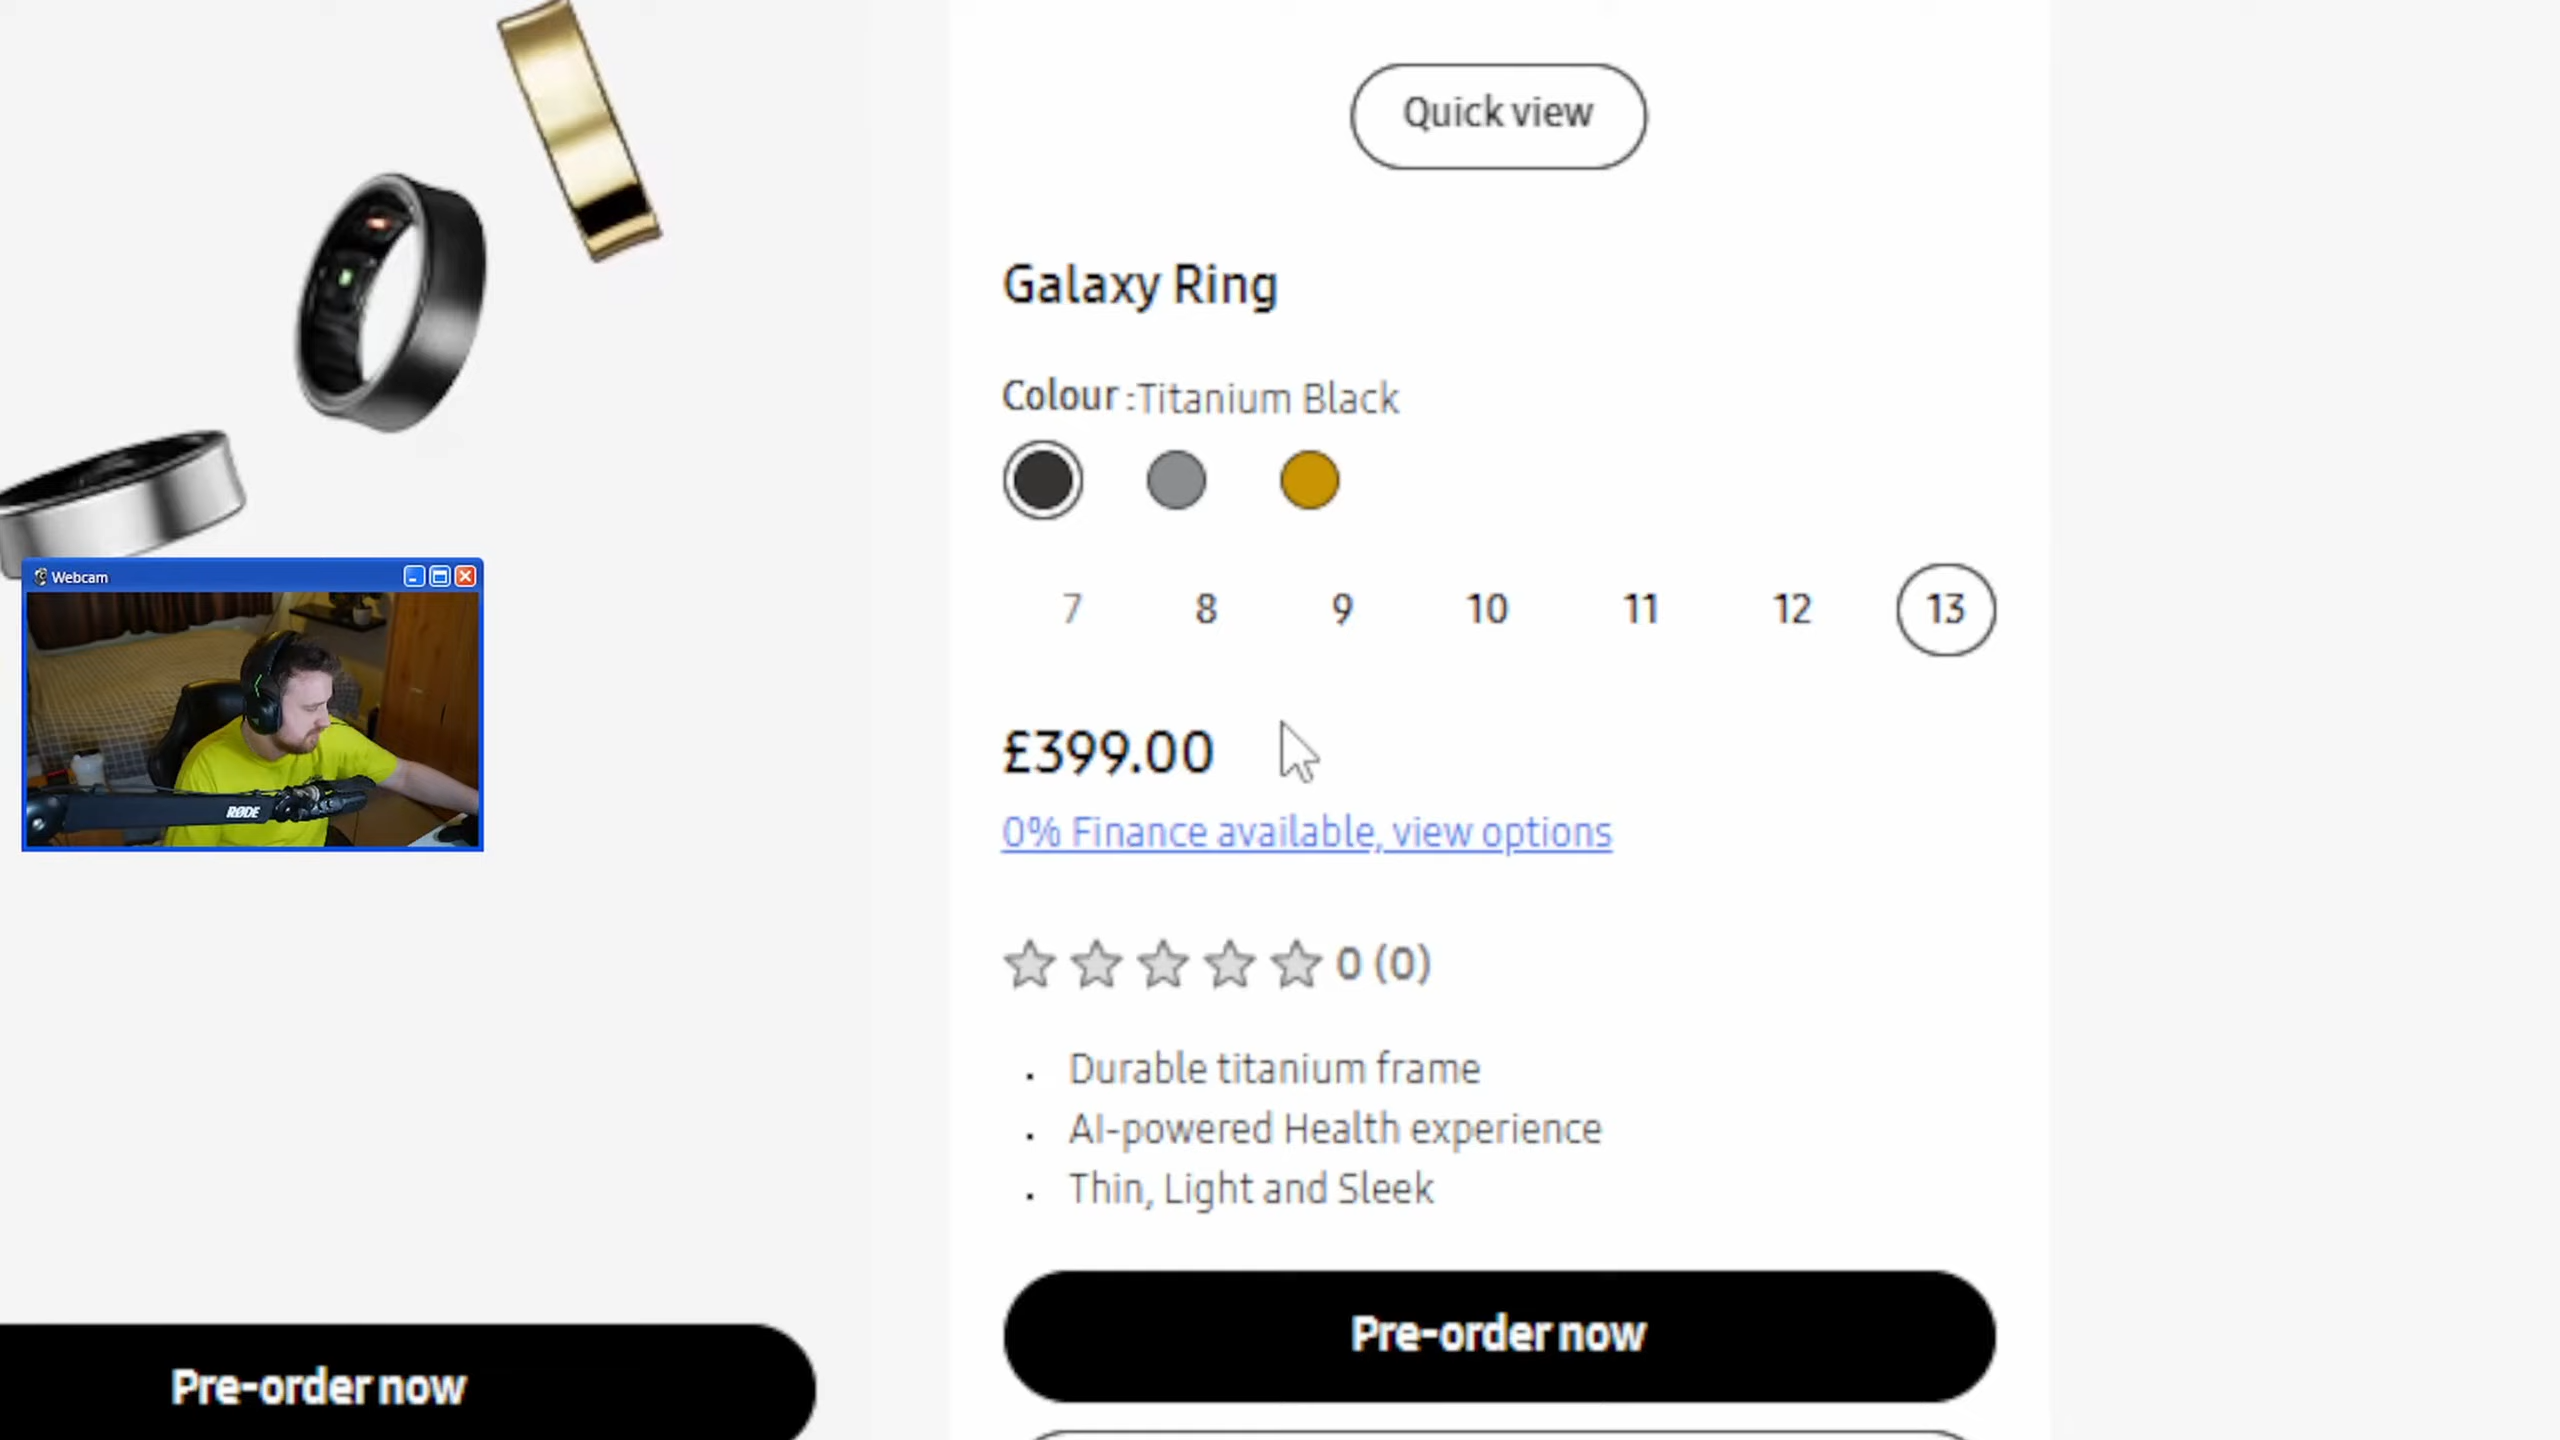 Quick view
Galaxy Ring
Colour :Titanium Black
7 8 9 10 11 12 13
Webcam
RØDE
£399.00
0% Finance available, view options
0 (0)
Durable titanium frame
AI-powered Health experience
Thin, Light and Sleek
Pre-order now
Pre-order now